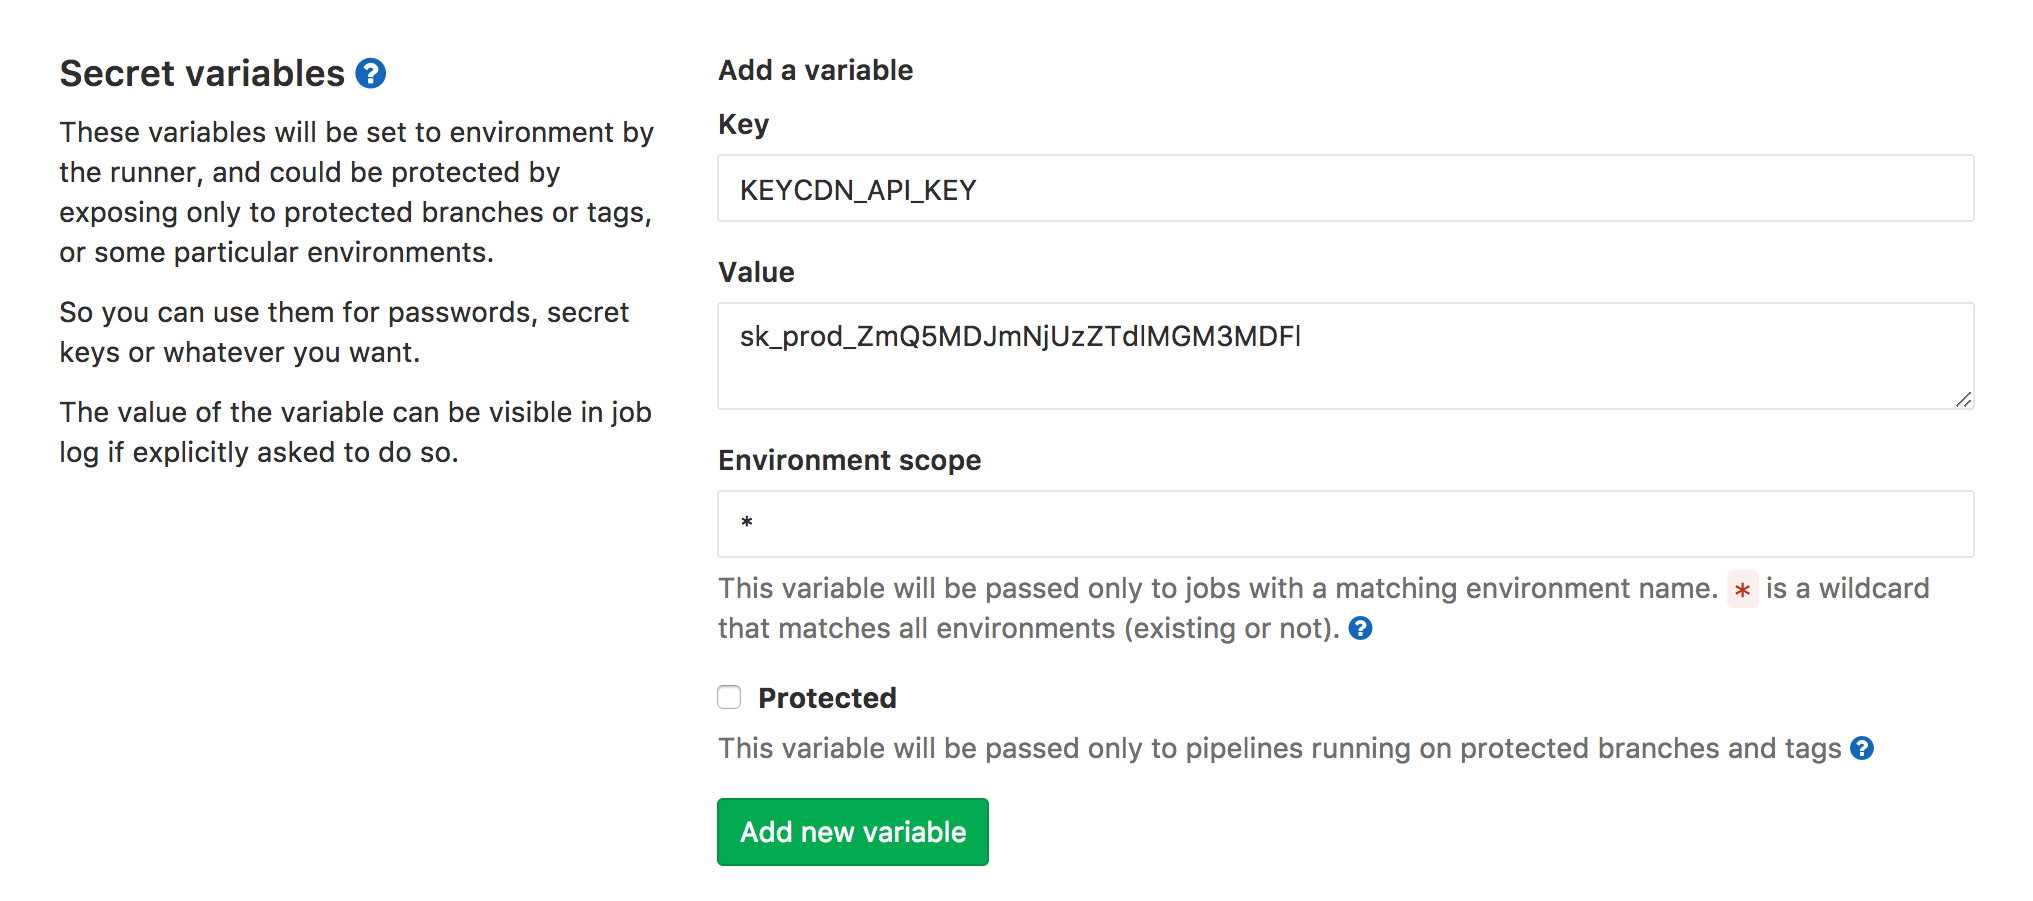 Secret variables
These variables will be set to environment by
the runner, and could be protected by
exposing only to protected branches or tags,
or some particular environments.
So you can use them for passwords, secret
keys or whatever you want.
The value of the variable can be visible in job
log if explicitly asked to do so.
Add a variable
Key
KEYCDN_API_KEY
Value
sk_prod_ZmQ5MDJmNjUzZTdlMGM3MDFl
Environment scope
*
This variable will be passed only to jobs with a matching environment name. * is a wildcard
that matches all environments (existing or not).
Protected
This variable will be passed only to pipelines running on protected branches and tags
Add new variable